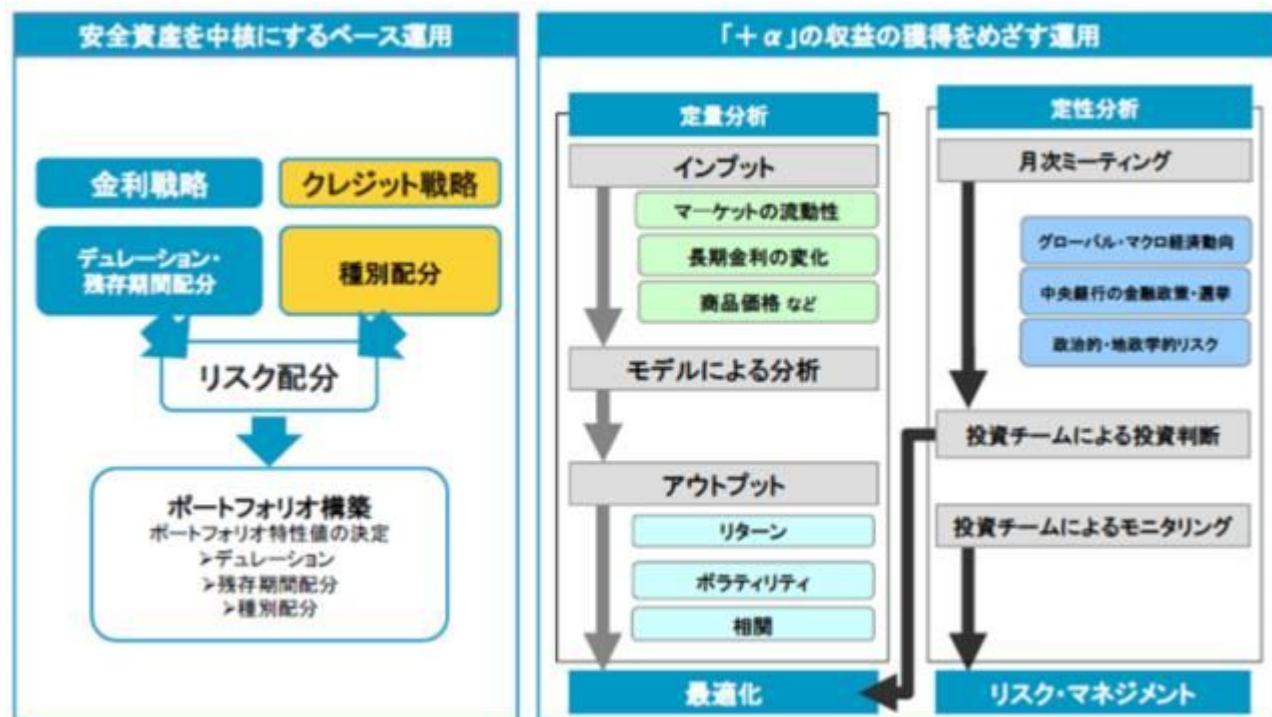 安全資産を中核にするベース運用
金利戦略
クレジット戦略
デュレーション・
残存期間配分
種別配分
リスク配分
ポートフォリオ構築
ポートフォリオ特性値の決定
➢デュレーション
➢残存期間配分
➢種別配分
「+α」の収益の獲得をめざす運用
定量分析
インプット
マーケットの流動性
長期金利の変化
商品価格 など
モデルによる分析
アウトプット
リターン
ボラティリティ
相関
最適化
定性分析
月次ミーティング
グローバル・マクロ経済動向
中央銀行の金融政策・選挙
政治的・地政学的リスク
投資チームによる投資判断
投資チームによるモニタリング
リスク・マネジメント